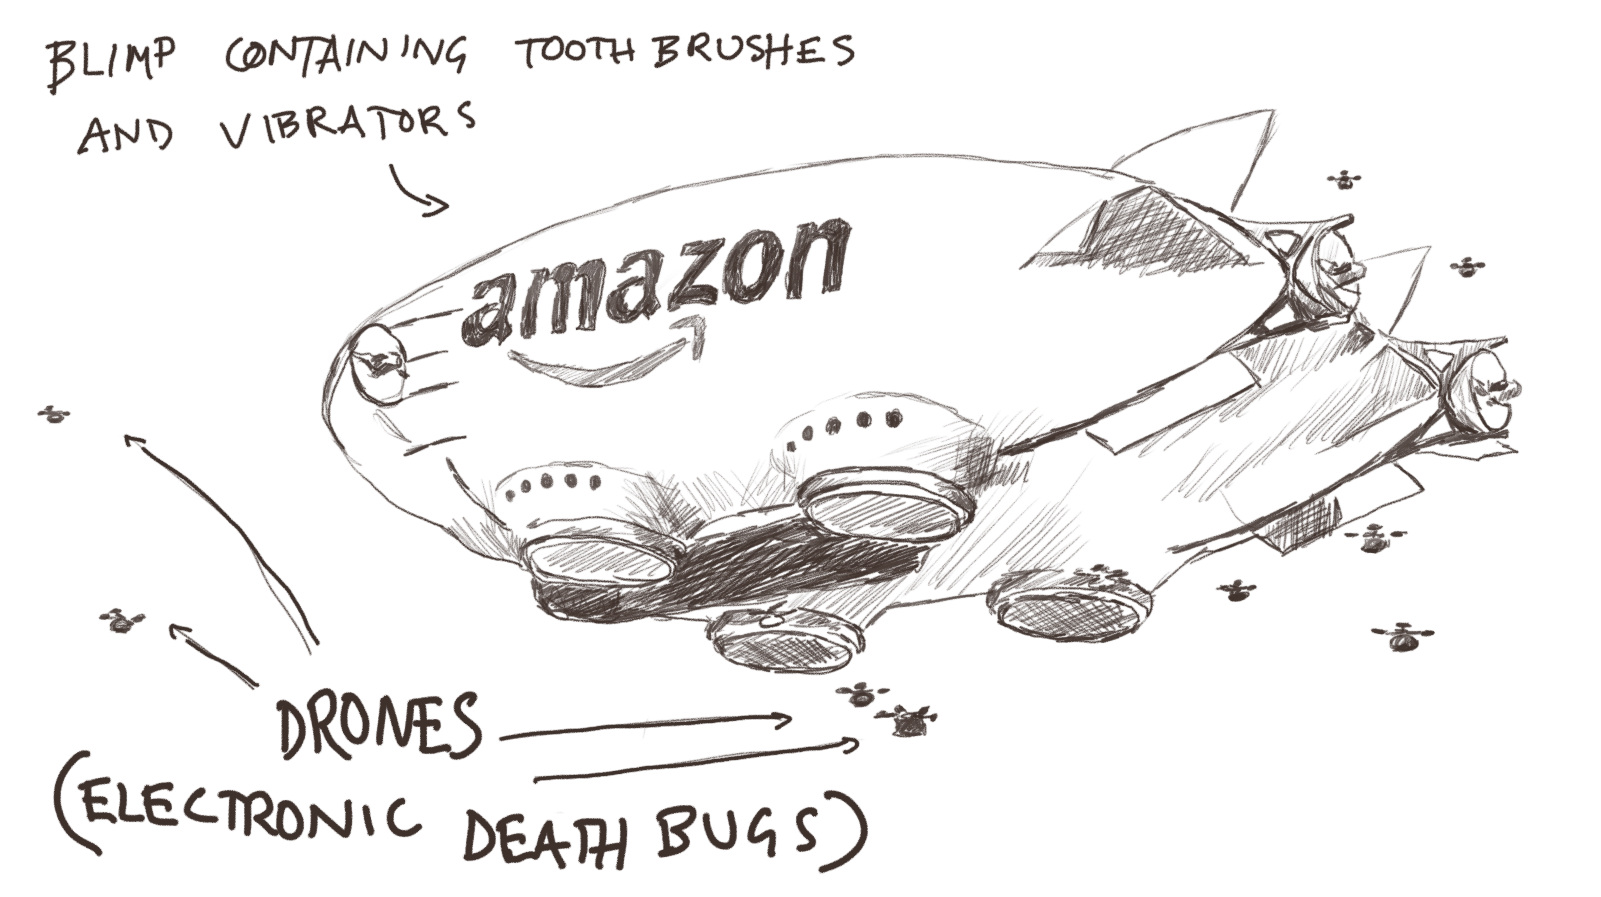 BLIMP CONTAINING TOOTHBRUSHES
AND VIBRATORS
amazon
DRONES
(ELECTRONIC DEATH BUGS)